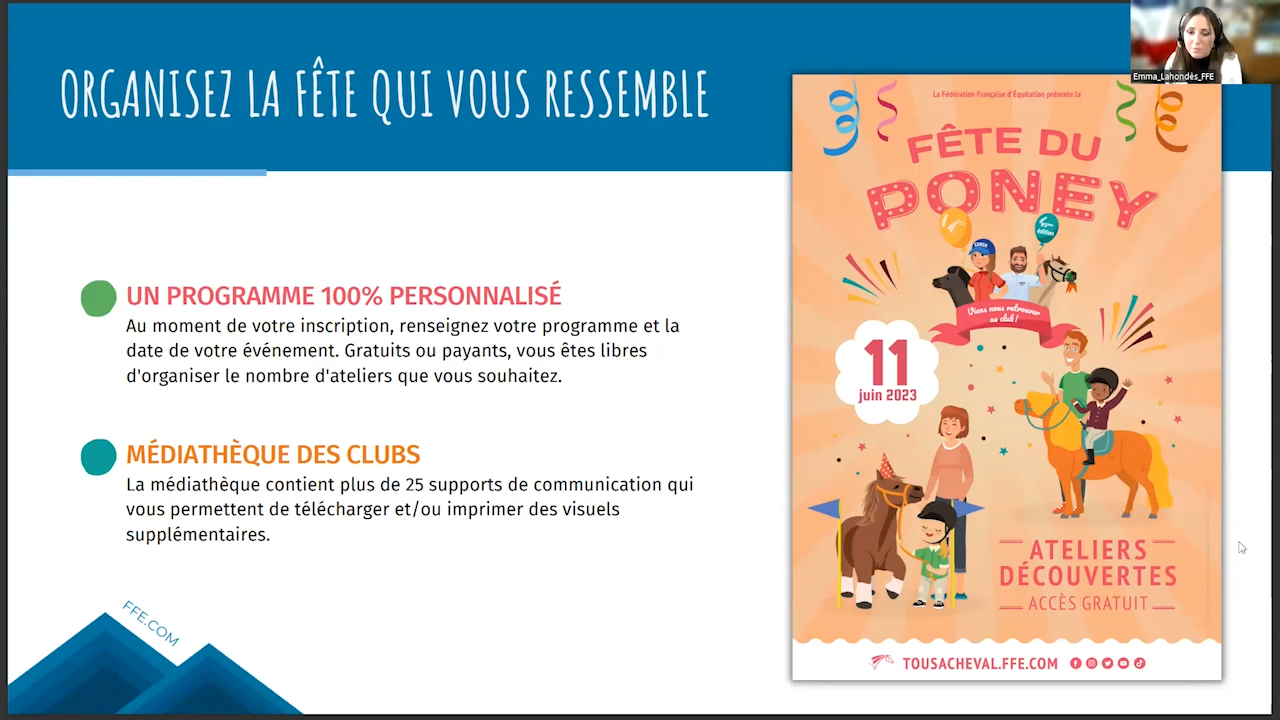 ORGANISEZ LA FÊTE QUI VOUS RESSEMBLE
Emma_Lahondès_FFE
UN PROGRAMME 100% PERSONNALISÉ
Au moment de votre inscription, renseignez votre programme et la
date de votre événement. Gratuits ou payants, vous êtes libres
d'organiser le nombre d'ateliers que vous souhaitez.
MÉDIATHÈQUE DES CLUBS
La médiathèque contient plus de 25 supports de communication qui
vous permettent de télécharger et/ou imprimer des visuels
supplémentaires.
FFE.COM
La Fédération Française d'Équitation présente la
FÊTE DU
PONEY
édition
COACH
Viens nous retrouver
au club !
11
juin 2023
ATELIERS
DÉCOUVERTES
ACCÈS GRATUIT
TOUSACHEVAL.FFE.COM